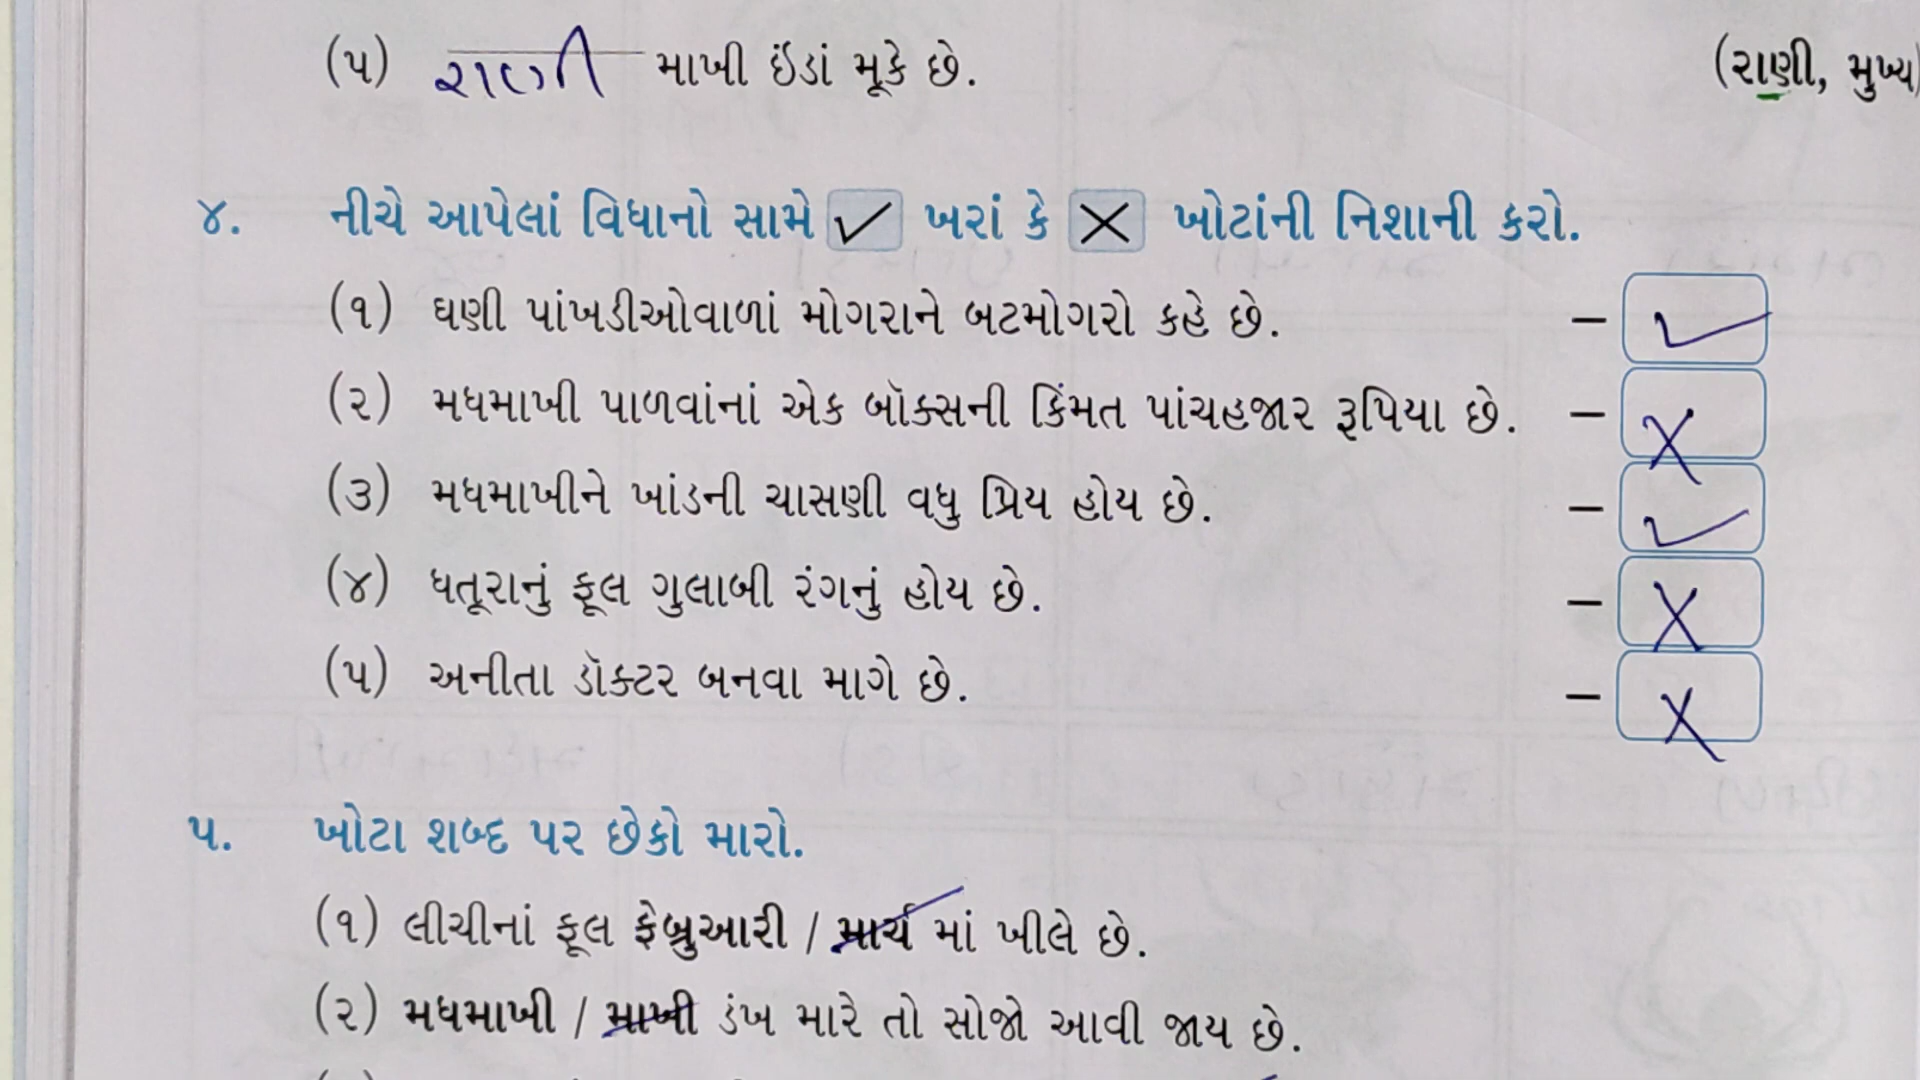 (૫) રાણી માખી ઈંડાં મૂકે છે. (રાણી, મુખ્ય)
૪. નીચે આપેલાં વિધાનો સામે ✓ ખરાં કે ✗ ખોટાંની નિશાની કરો.
(૧) ઘણી પાંખડીઓવાળાં મોગરાને બટમોગરો કહે છે. – ✓
(૨) મધમાખી પાળવાંનાં એક બૉક્સની કિંમત પાંચહજાર રૂપિયા છે. – ✗
(૩) મધમાખીને ખાંડની ચાસણી વધુ પ્રિય હોય છે. – ✓
(૪) ધતૂરાનું ફૂલ ગુલાબી રંગનું હોય છે. – ✗
(૫) અનીતા ડૉક્ટર બનવા માગે છે. – ✗
૫. ખોટા શબ્દ પર છેકો મારો.
(૧) લીચીનાં ફૂલ ફેબ્રુઆરી / માર્ચ માં ખીલે છે.
(૨) મધમાખી / માખી ડંખ મારે તો સોજો આવી જાય છે.